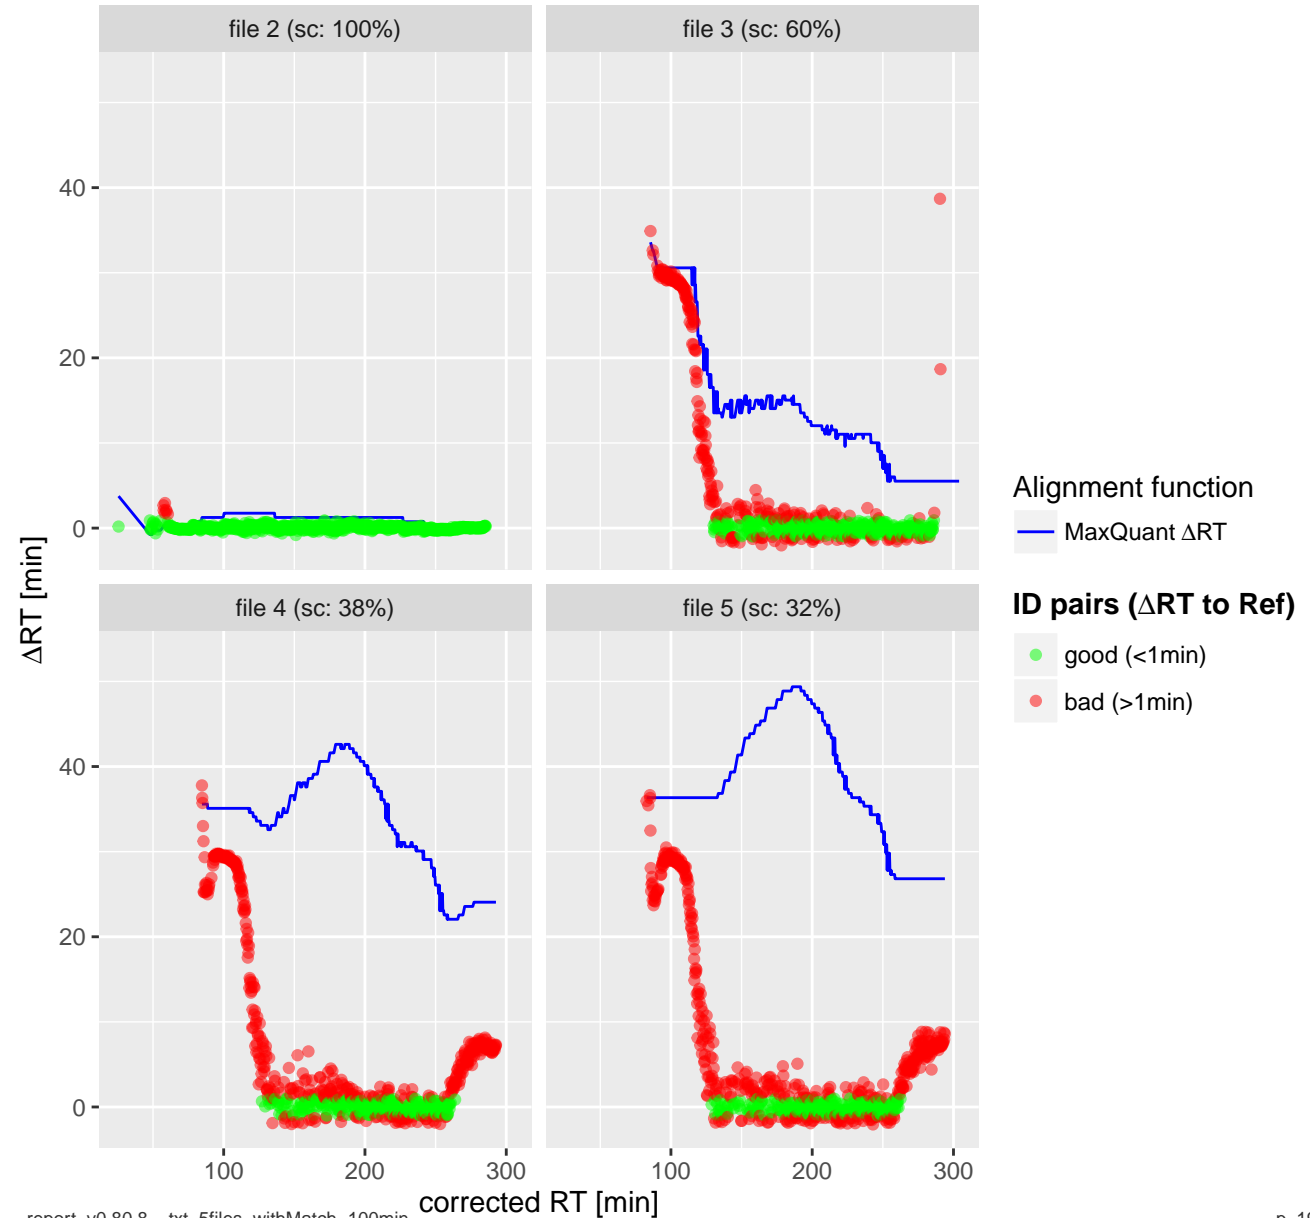 file 2 (sc: 100%)
file 3 (sc: 60%)
40
20
0
file 4 (sc: 38%)
file 5 (sc: 32%)
40
20
0
100
200
300
100
200
300
corrected RT [min]
ΔRT [min]
Alignment function
MaxQuant ΔRT
ID pairs (ΔRT to Ref)
good (<1min)
bad (>1min)